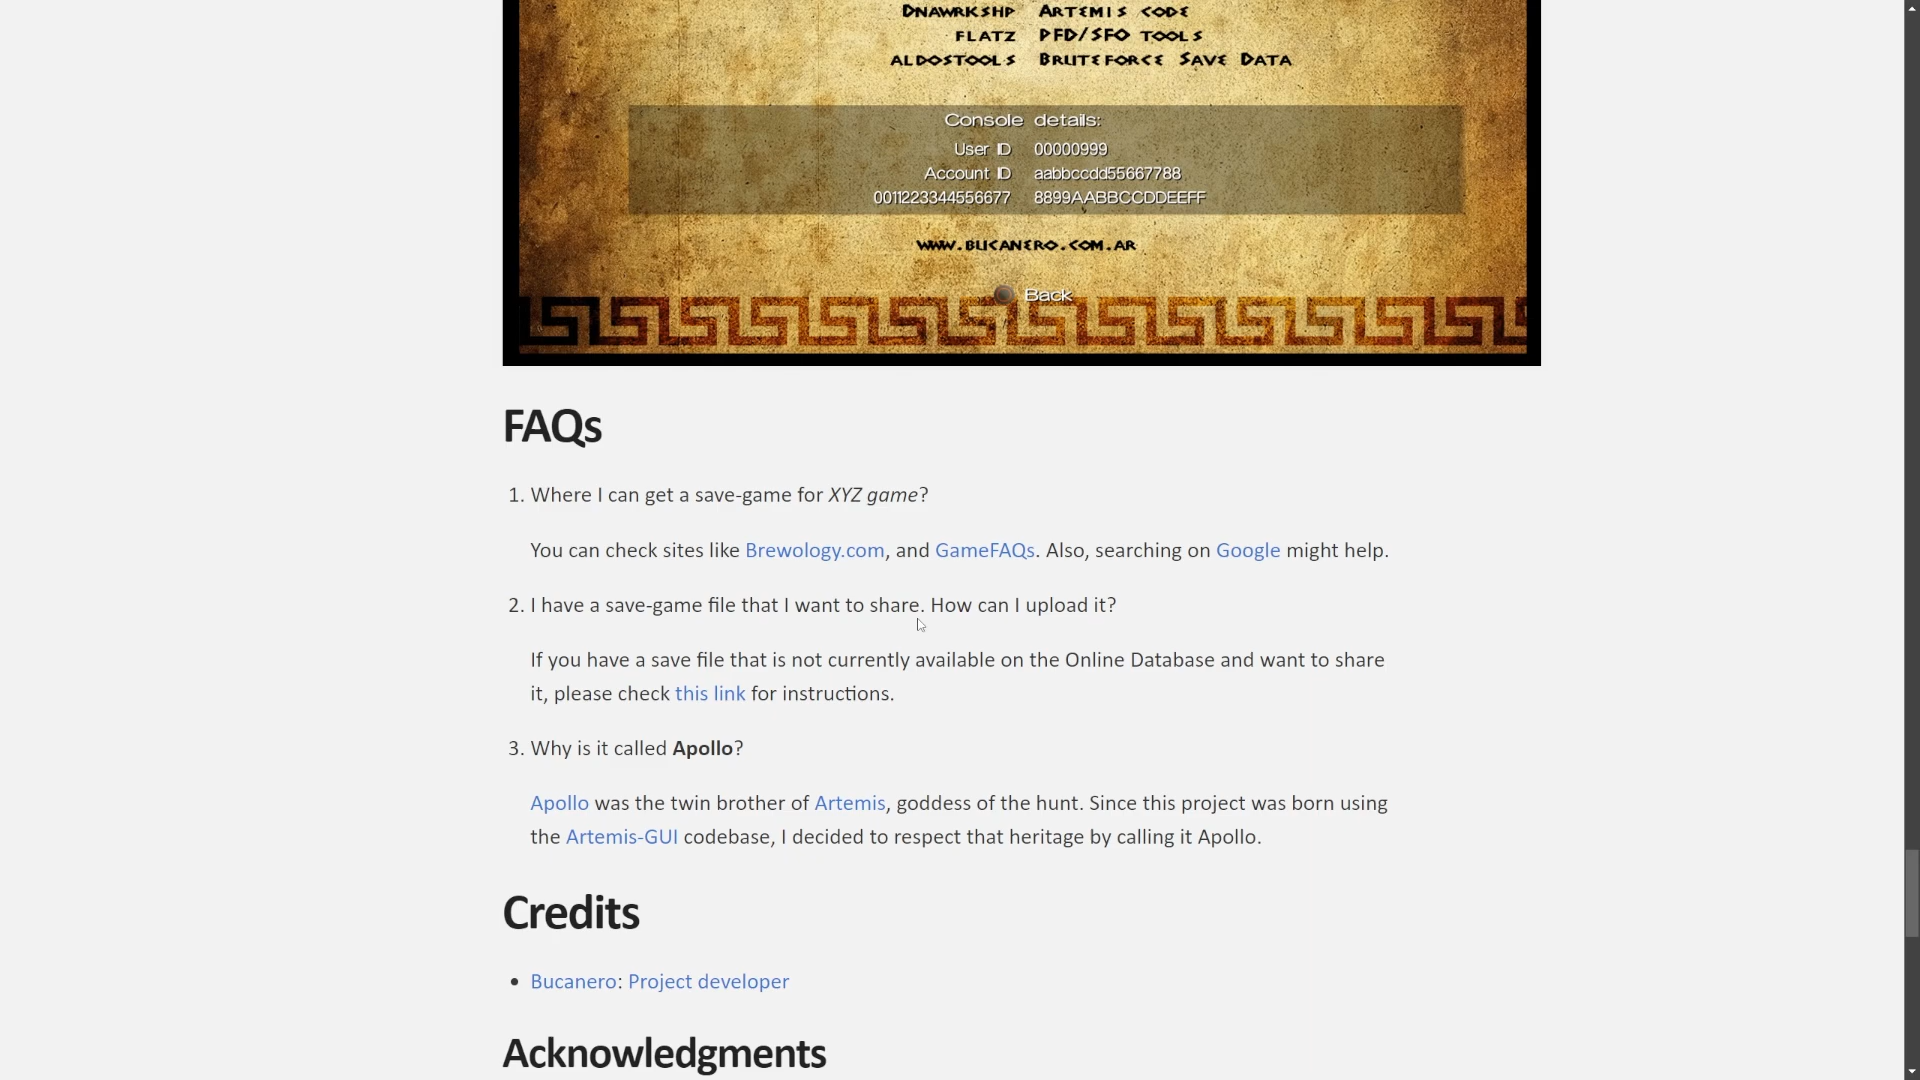 Dnawrkshp Artemis code
flatz PFD/SFO tools
aldostools Bruteforce Save Data
Console details:
User ID 00000999
Account ID aabbccdd55667788
0011223344556677 8899AABBCCDDEEFF
www.bucanero.com.ar
Back
FAQs
1. Where I can get a save-game for XYZ game?
You can check sites like Brewology.com, and GameFAQs. Also, searching on Google might help.
2. I have a save-game file that I want to share. How can I upload it?
If you have a save file that is not currently available on the Online Database and want to share
it, please check this link for instructions.
3. Why is it called Apollo?
Apollo was the twin brother of Artemis, goddess of the hunt. Since this project was born using
the Artemis-GUI codebase, I decided to respect that heritage by calling it Apollo.
Credits
• Bucanero: Project developer
Acknowledgments